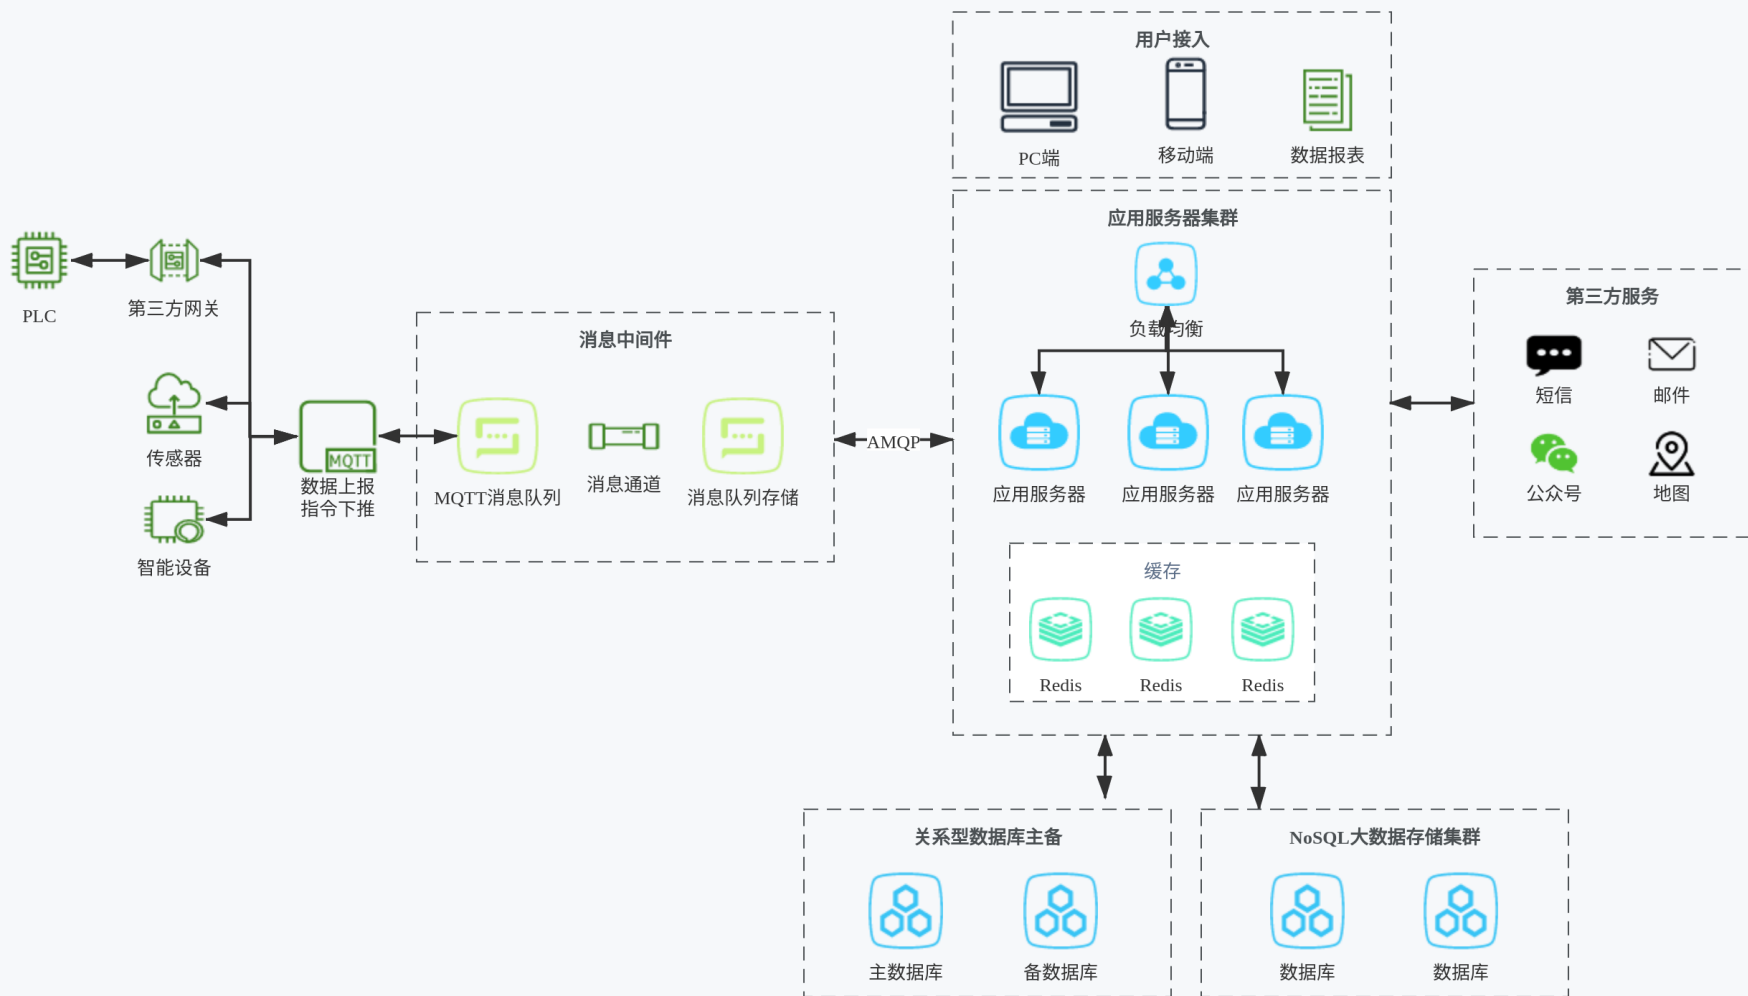 用户接入
PC端
移动端
数据报表
应用服务器集群
负载均衡
应用服务器
应用服务器
应用服务器
缓存
Redis
Redis
Redis
PLC
第三方网关
传感器
智能设备
MQTT
数据上报
指令下推
消息中间件
MQTT消息队列
消息通道
消息队列存储
AMQP
第三方服务
短信
邮件
公众号
地图
关系型数据库主备
主数据库
备数据库
NoSQL大数据存储集群
数据库
数据库